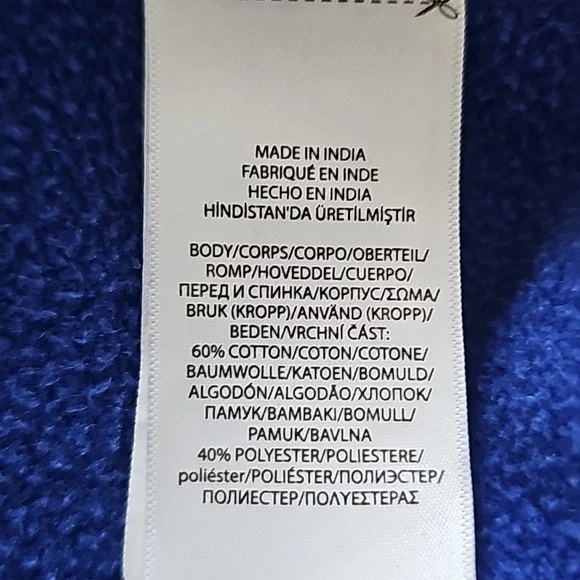 MADE IN INDIA
FABRIQUÉ EN INDE
HECHO EN INDIA
HİNDİSTAN'DA ÜRETİLMİŞTİR
BODY/CORPS/CORPO/OBERTEIL/
ROMP/HOVEDDEL/CUERPO/
ПЕРЕД И СПИНКА/КОРПУС/ΣΩΜΑ/
BRUK (KROPP)/ANVÄND (KROPP)/
BEDEN/VRCHNÍ ČÁST:
60% COTTON/COTON/COTONE/
BAUMWOLLE/KATOEN/BOMULD/
ALGODÓN/ALGODÃO/ХЛОПОК/
ПАМУК/BAMBAKI/BOMULL/
PAMUK/BAVLNA
40% POLYESTER/POLIESTERE/
poliéster/POLIÉSTER/ПОЛИЭСТЕР/
ПОЛИЕСТЕР/ΠΟΛΥΕΣΤΕΡΑΣ